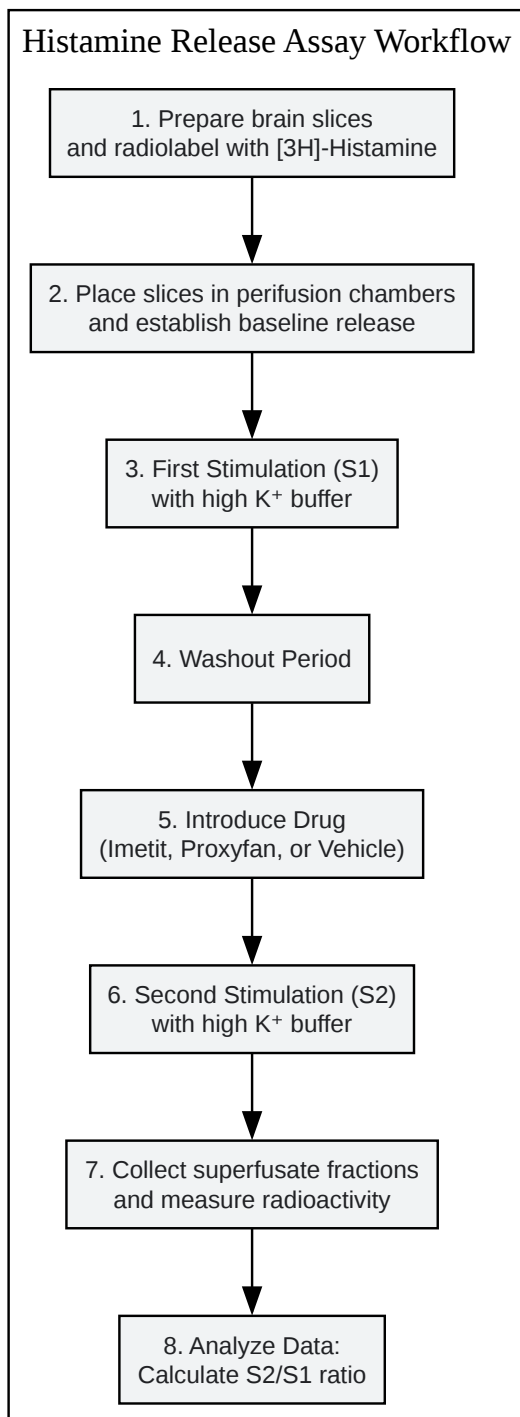 Histamine Release Assay Workflow
1. Prepare brain slices
and radiolabel with [3H]-Histamine
2. Place slices in perifusion chambers
and establish baseline release
3. First Stimulation (S1)
with high K⁺ buffer
4. Washout Period
5. Introduce Drug
(Imetit, Proxyfan, or Vehicle)
6. Second Stimulation (S2)
with high K⁺ buffer
7. Collect superfusate fractions
and measure radioactivity
8. Analyze Data:
Calculate S2/S1 ratio